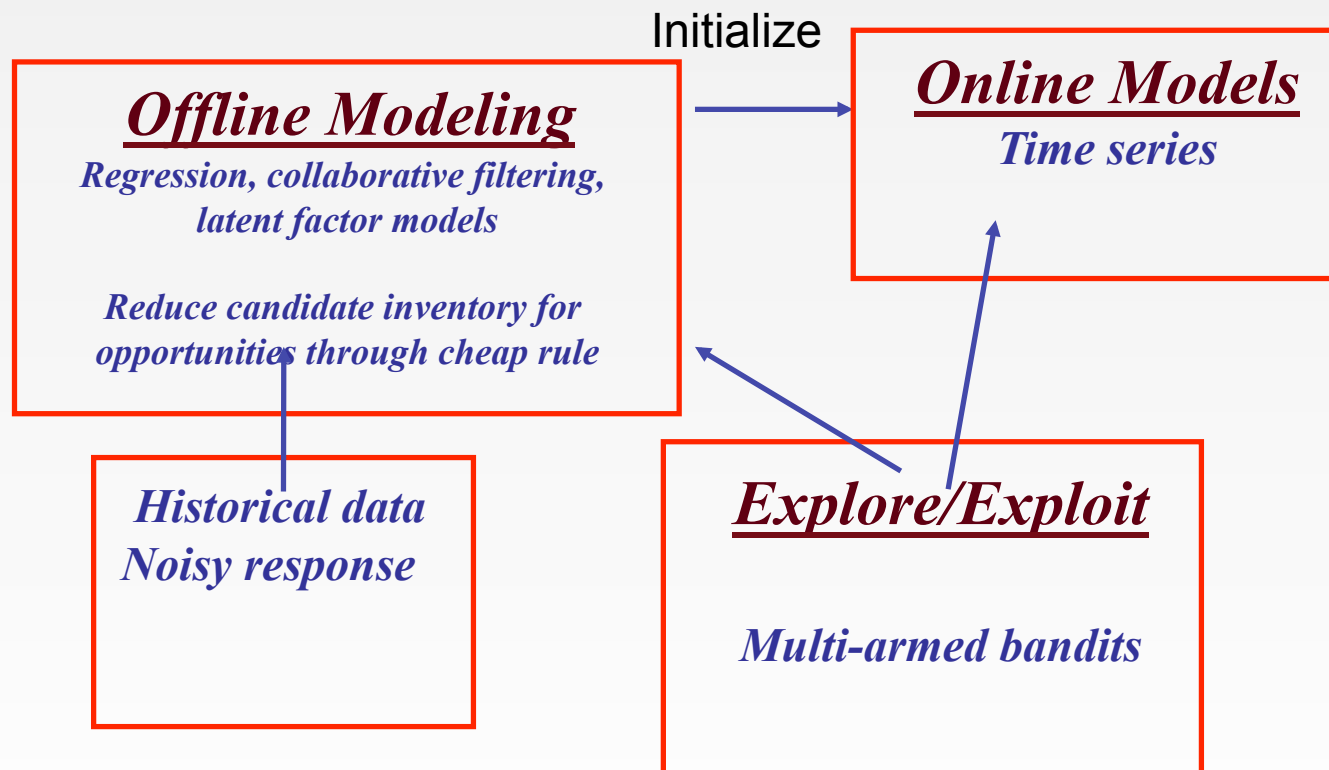 Initialize
Offline Modeling
Regression, collaborative filtering,
latent factor models
Reduce candidate inventory for
opportunities through cheap rule
Online Models
Time series
Historical data
Noisy response
Explore/Exploit
Multi-armed bandits